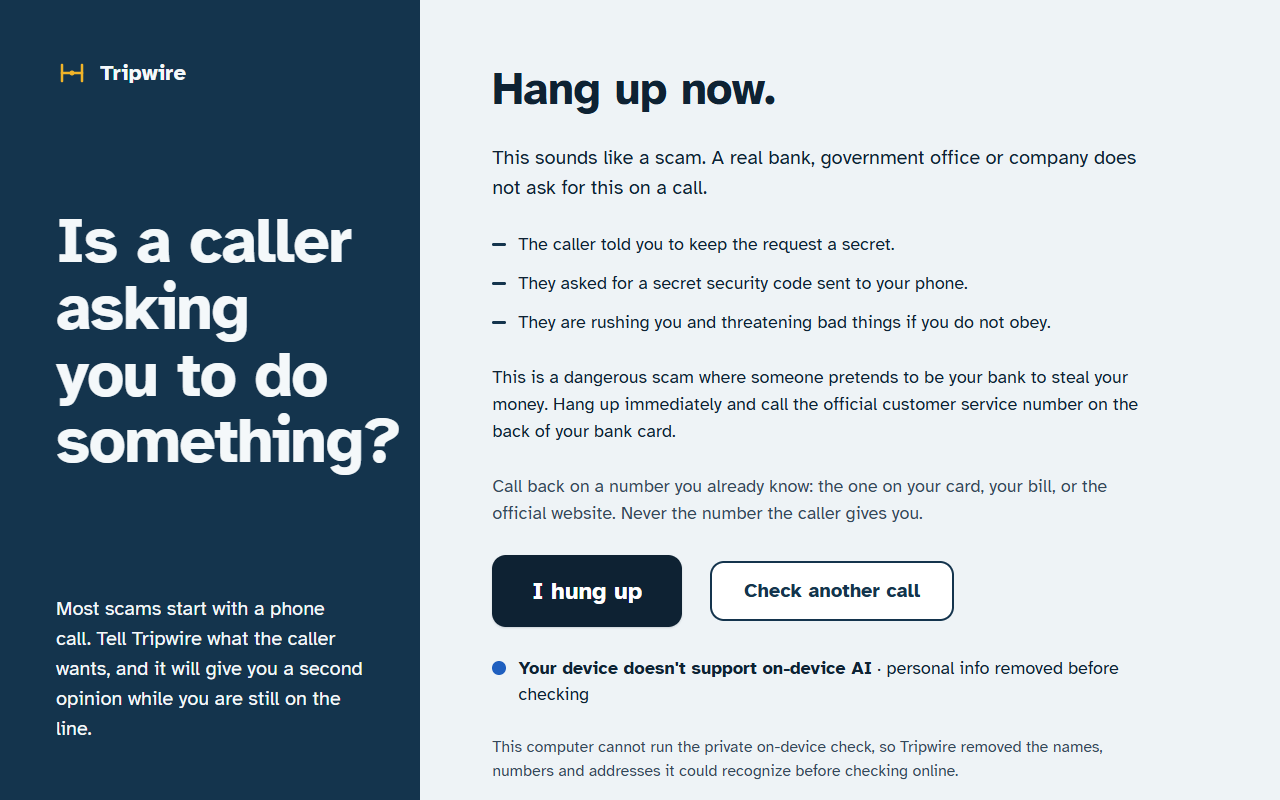 Tripwire
Is a caller
asking
you to do
something?
Most scams start with a phone
call. Tell Tripwire what the caller
wants, and it will give you a second
opinion while you are still on the
line.
Hang up now.
This sounds like a scam. A real bank, government office or company does
not ask for this on a call.
The caller told you to keep the request a secret.
They asked for a secret security code sent to your phone.
They are rushing you and threatening bad things if you do not obey.
This is a dangerous scam where someone pretends to be your bank to steal your
money. Hang up immediately and call the official customer service number on the
back of your bank card.
Call back on a number you already know: the one on your card, your bill, or the
official website. Never the number the caller gives you.
I hung up
Check another call
Your device doesn't support on-device AI · personal info removed before
checking
This computer cannot run the private on-device check, so Tripwire removed the names,
numbers and addresses it could recognize before checking online.